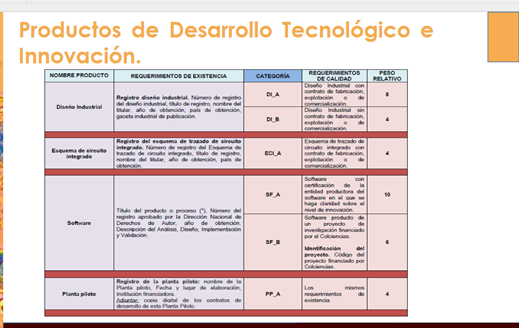 Productos de Desarrollo Tecnológico e
Innovación.
NOMBRE PRODUCTO
REQUERIMIENTOS DE EXISTENCIA
CATEGORÍA
REQUERIMIENTOS
DE CALIDAD
PESO
RELATIVO
Diseño Industrial
Registro diseño industrial. Número de registro
del diseño industrial, título de registro, nombre del
titular, año de obtención, país de obtención,
gaceta industrial de publicación.
DI_A
Diseño Industrial con
contrato de fabricación,
explotación o de
comercialización.
8
DI_B
Diseño Industrial sin
contrato de fabricación,
explotación o de
comercialización.
4
Esquema de circuito
integrado
Registro del esquema de trazado de circuito
integrado. Número de registro del Esquema de
trazado de circuito integrado, título de registro,
nombre del titular, año de obtención, país de
obtención.
ECI_A
Esquema de trazado de
circuito integrado con
contrato de fabricación,
explotación o de
comercialización.
4
Software
Título del producto o proceso (*), Número del
registro aprobado por la Dirección Nacional de
Derechos de Autor, año de obtención.
Descripción del Análisis, Diseño, Implementación
y Validación.
SF_A
Software con
certificación de la
entidad productora del
software en el que se
haga claridad sobre el
nivel de innovación.
10
SF_B
Software producto de
un proyecto de
investigación financiado
por el Colciencias.
Identificación del
proyecto. Código del
proyecto financiado por
Colciencias.
6
Planta piloto
Registro de la planta piloto: nombre de la
Planta piloto, Fecha y lugar de elaboración,
Institución financiadora.
Adjuntar: copia digital de los contratos de
desarrollo de esta Planta Piloto.
PP_A
Los mismos
requerimientos de
existencia.
4